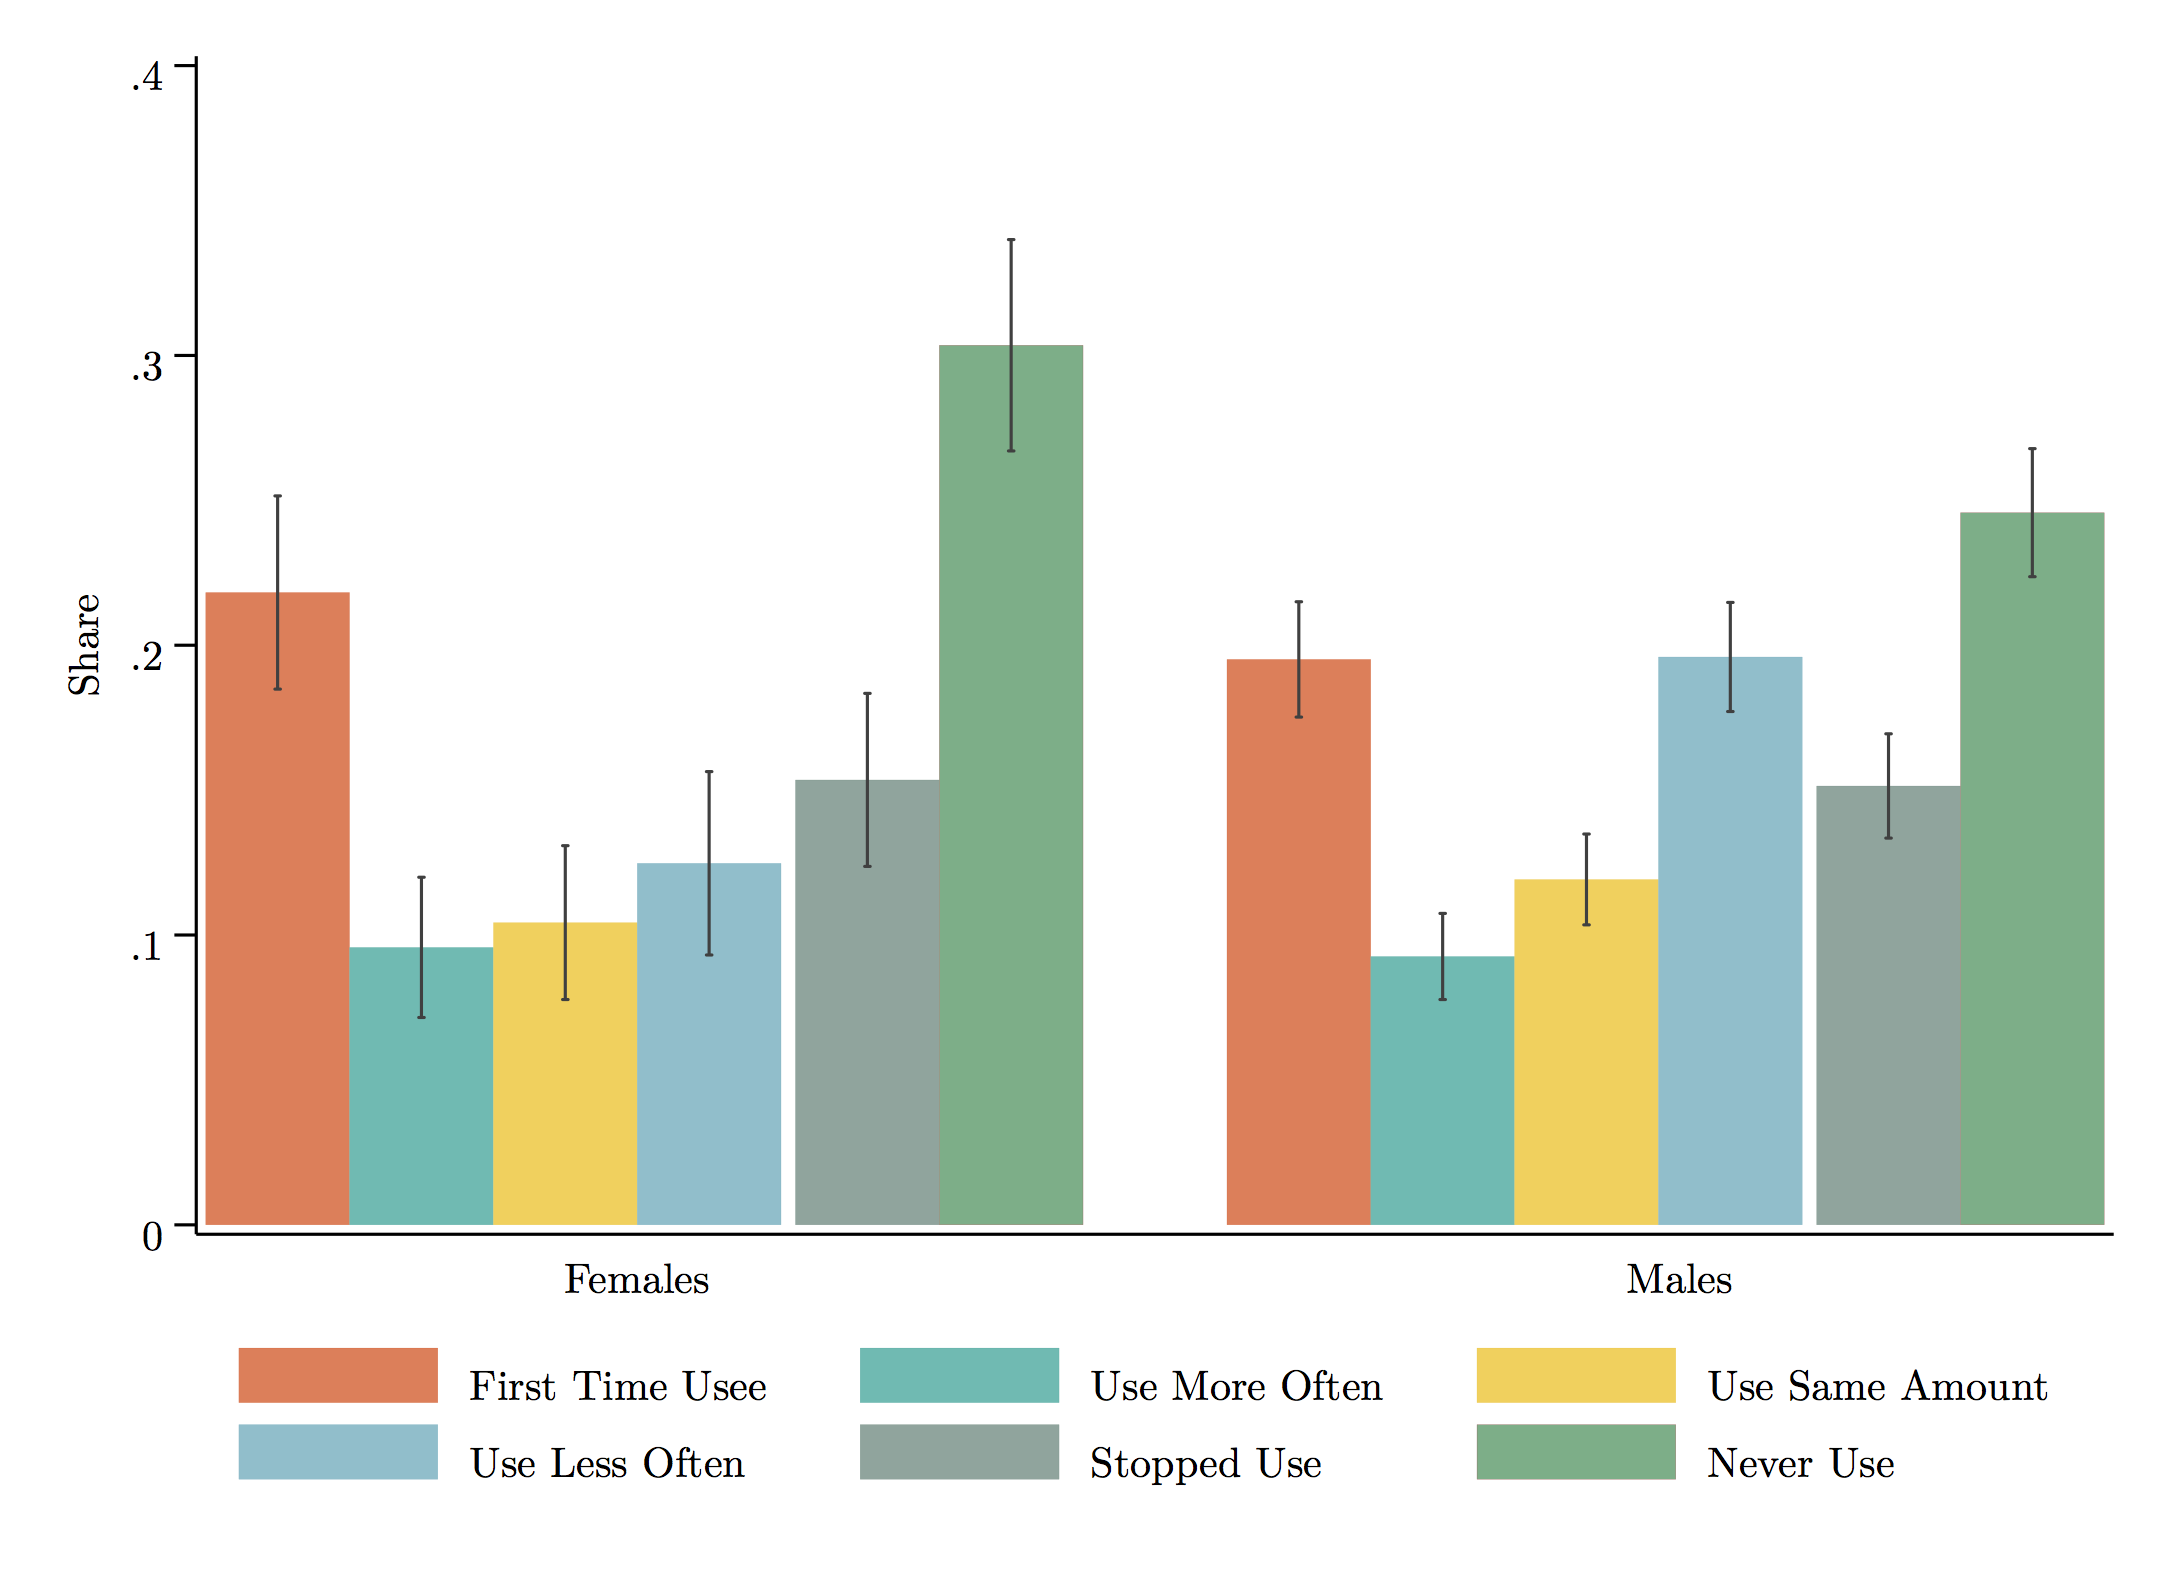 .4
.3
.2
.1
0
Share
Females Males
First Time Usee Use More Often Use Same Amount
Use Less Often Stopped Use Never Use